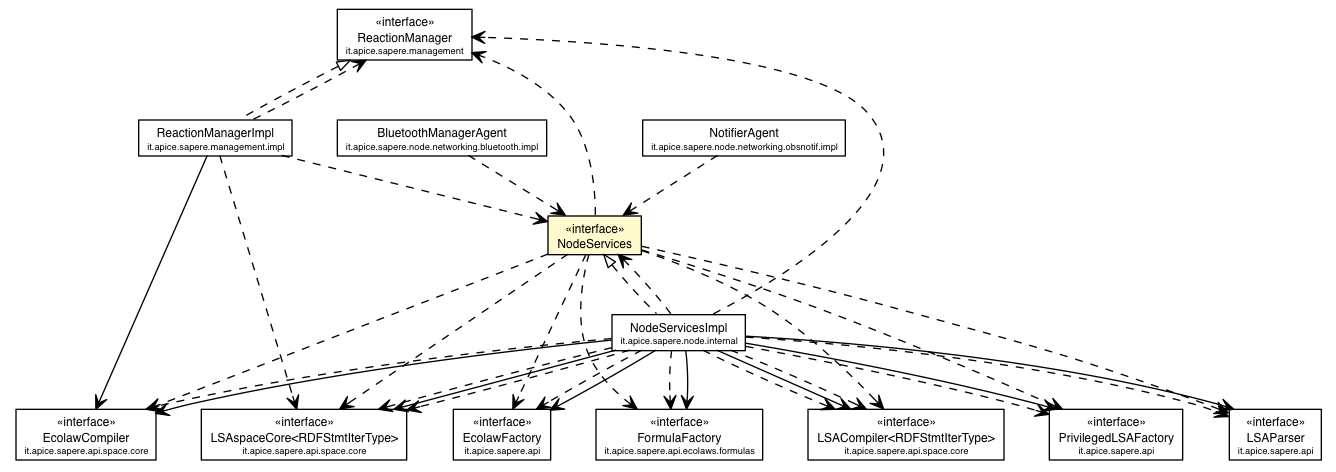 «interface»
ReactionManager
it.apice.sapere.management
ReactionManagerImpl
it.apice.sapere.management.impl
BluetoothManagerAgent
it.apice.sapere.node.networking.bluetooth.impl
NotifierAgent
it.apice.sapere.node.networking.obsnotif.impl
«interface»
NodeServices
NodeServicesImpl
it.apice.sapere.node.internal
«interface»
EcolawCompiler
it.apice.sapere.api.space.core
«interface»
LSAspaceCore<RDFStmtIterType>
it.apice.sapere.api.space.core
«interface»
EcolawFactory
it.apice.sapere.api
«interface»
FormulaFactory
it.apice.sapere.api.ecolaws.formulas
«interface»
LSACompiler<RDFStmtIterType>
it.apice.sapere.api.space.core
«interface»
PrivilegedLSAFactory
it.apice.sapere.api
«interface»
LSAParser
it.apice.sapere.api